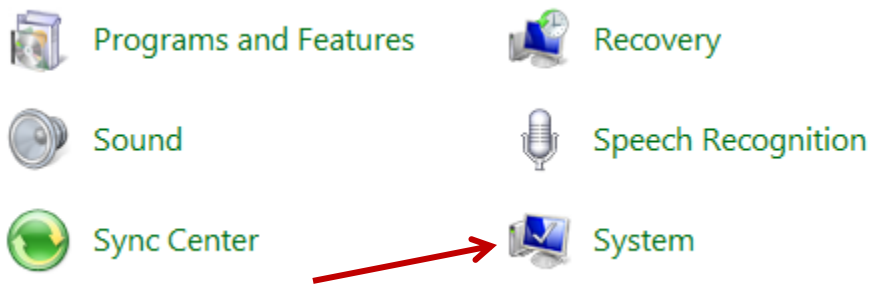 Programs and Features
Recovery
Sound
Speech Recognition
Sync Center
System